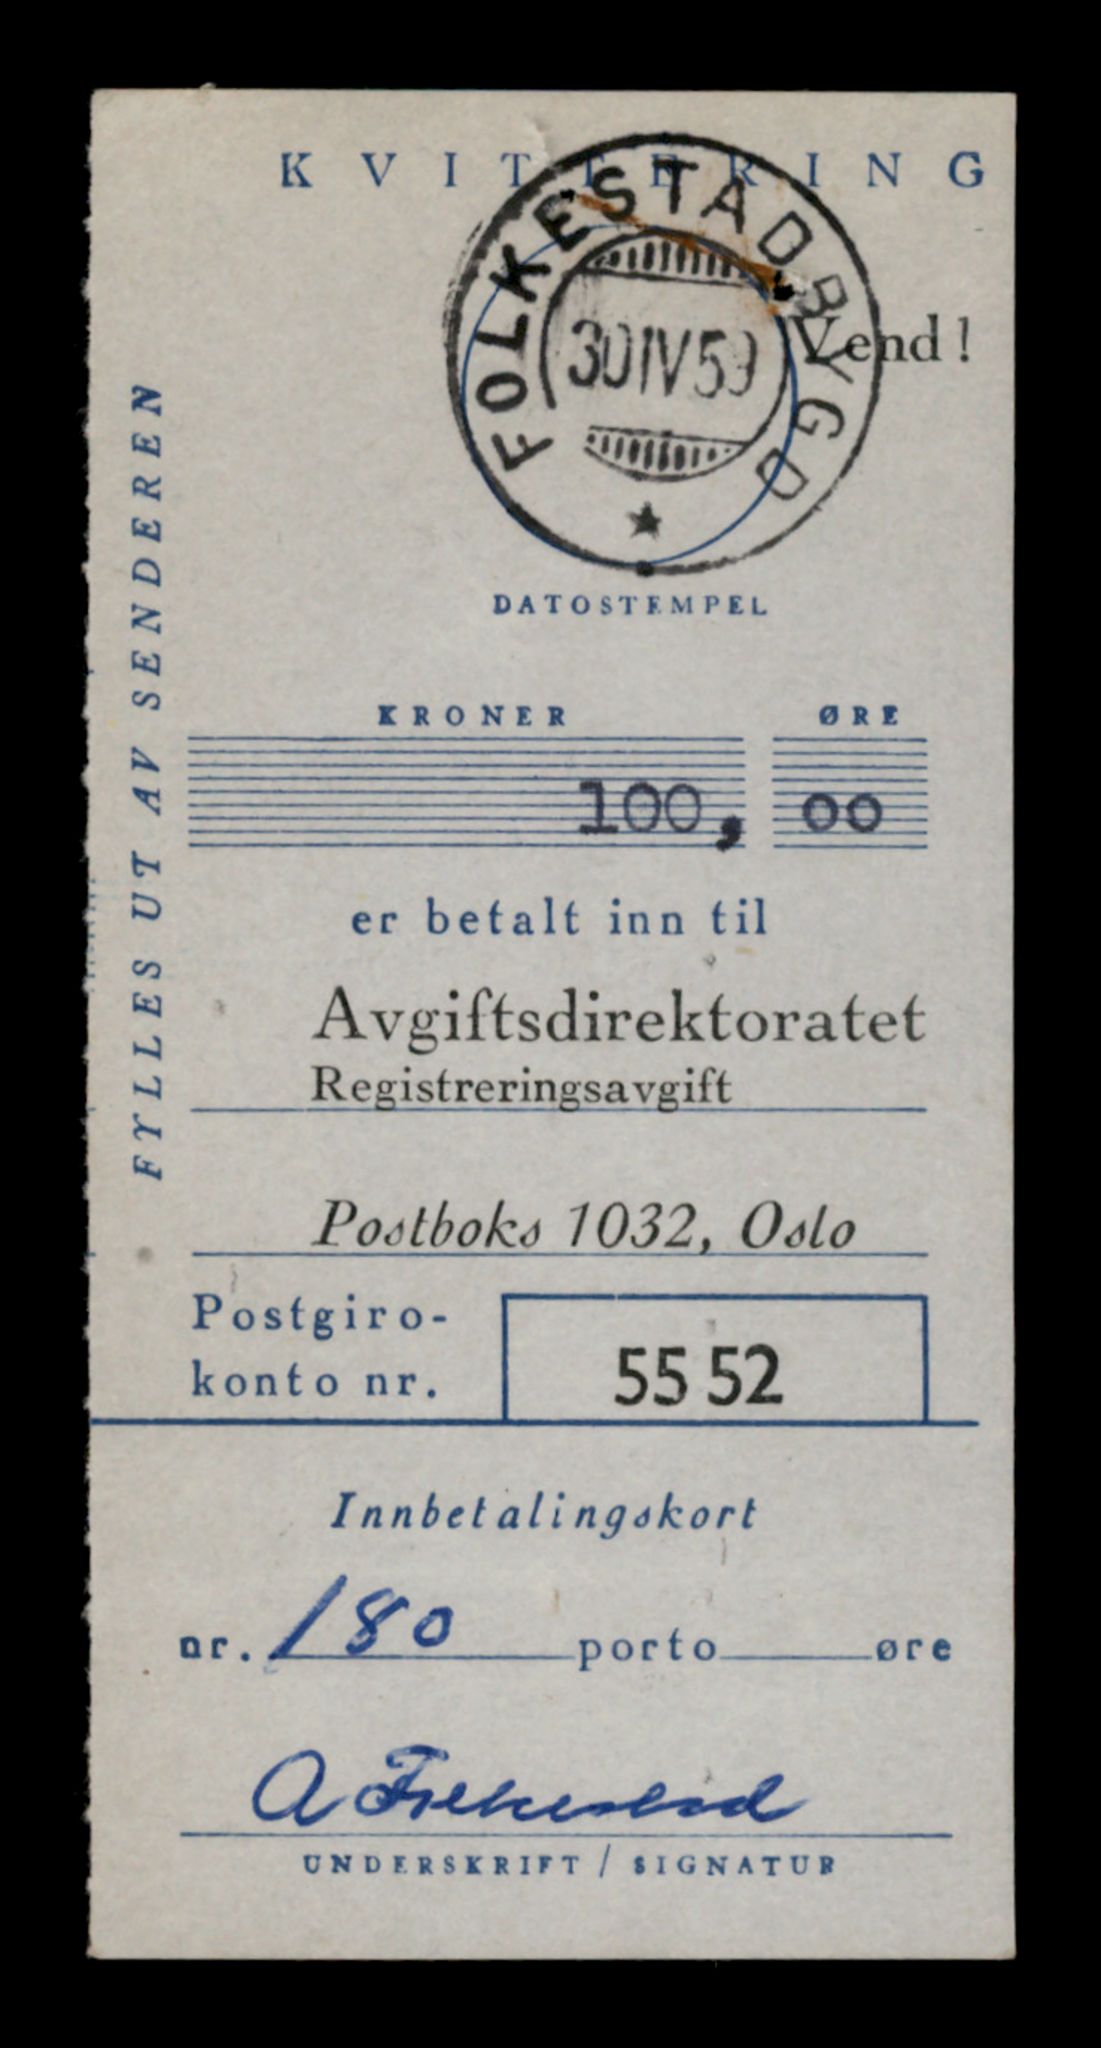 KVITTERING
FOLKESTADBYGD
30 IV 59
Vend!
DATOSTEMPEL
FYLLES UT AV SENDEREN
KRONER ØRE
100, 00
er betalt inn til
Avgiftsdirektoratet
Registreringsavgift
Postboks 1032, Oslo
Postgiro-
konto nr. 55 52
Innbetalingskort
nr. 180 porto øre
A Folkestad
UNDERSKRIFT / SIGNATUR